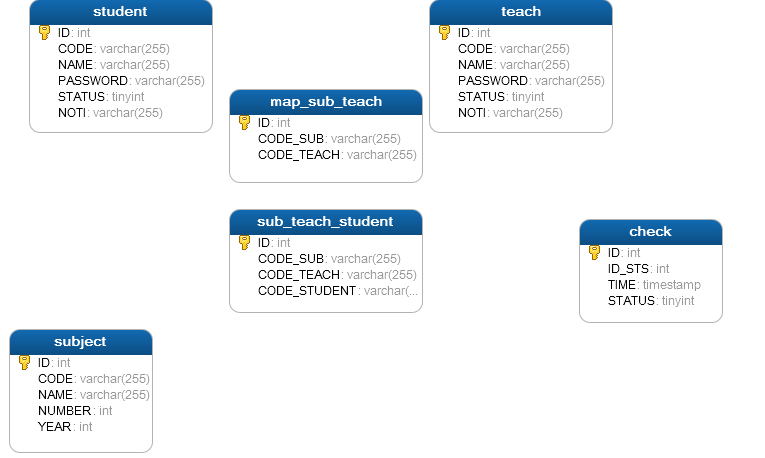 student
ID: int
CODE: varchar(255)
NAME: varchar(255)
PASSWORD: varchar(255)
STATUS: tinyint
NOTI: varchar(255)
teach
ID: int
CODE: varchar(255)
NAME: varchar(255)
PASSWORD: varchar(255)
STATUS: tinyint
NOTI: varchar(255)
map_sub_teach
ID: int
CODE_SUB: varchar(255)
CODE_TEACH: varchar(255)
sub_teach_student
ID: int
CODE_SUB: varchar(255)
CODE_TEACH: varchar(255)
CODE_STUDENT: varchar(...
check
ID: int
ID_STS: int
TIME: timestamp
STATUS: tinyint
subject
ID: int
CODE: varchar(255)
NAME: varchar(255)
NUMBER: int
YEAR: int